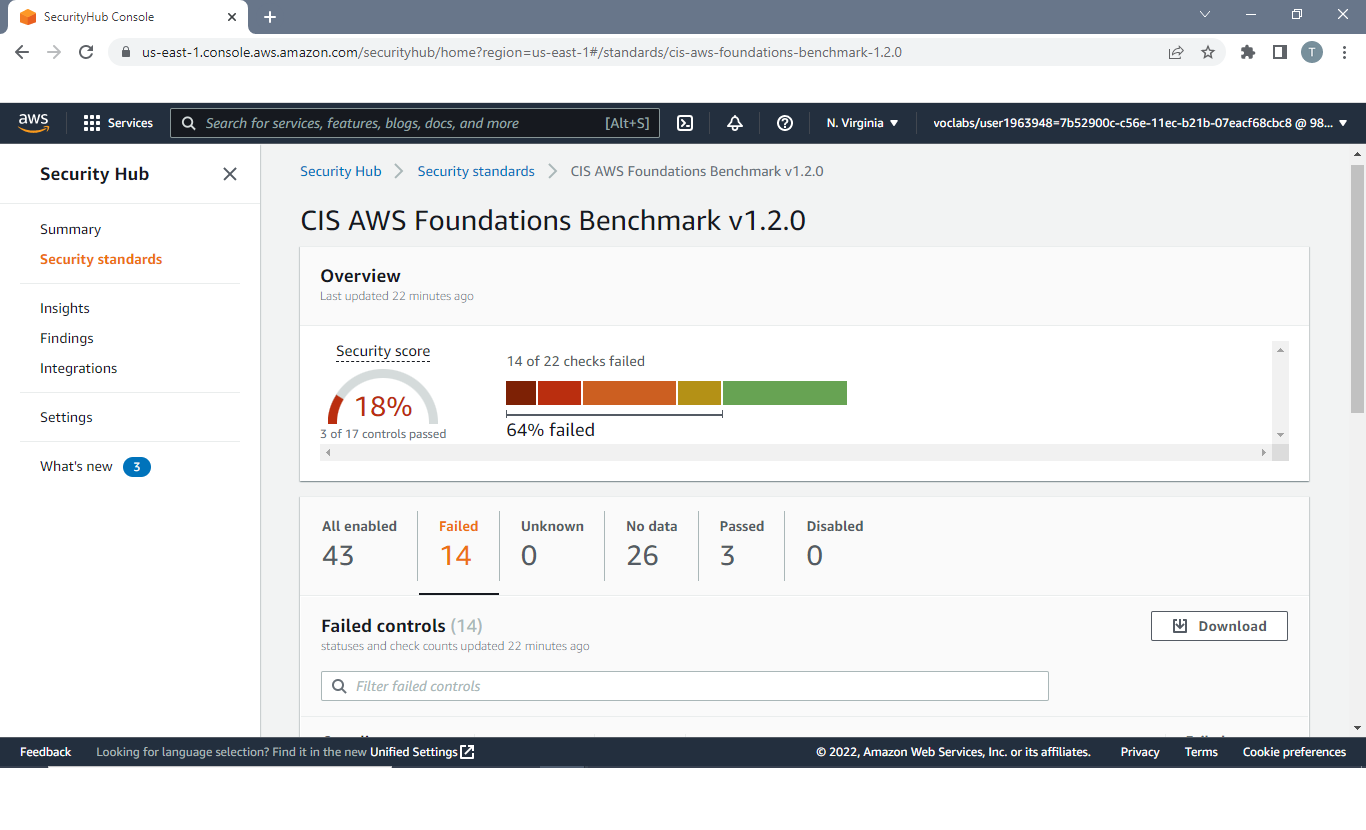 SecurityHub Console
us-east-1.console.aws.amazon.com/securityhub/home?region=us-east-1#/standards/cis-aws-foundations-benchmark-1.2.0
T
aws
Services
Search for services, features, blogs, docs, and more
[Alt+S]
N. Virginia
voclabs/user1963948=7b52900c-c56e-11ec-b21b-07eacf68cbc8 @ 98...
Security Hub
Summary
Security standards
Insights
Findings
Integrations
Settings
What's new 3
Security Hub > Security standards > CIS AWS Foundations Benchmark v1.2.0
CIS AWS Foundations Benchmark v1.2.0
Overview
Last updated 22 minutes ago
Security score
18%
3 of 17 controls passed
14 of 22 checks failed
64% failed
All enabled
43
Failed
14
Unknown
0
No data
26
Passed
3
Disabled
0
Failed controls (14)
statuses and check counts updated 22 minutes ago
Download
Filter failed controls
Feedback
Looking for language selection? Find it in the new Unified Settings
© 2022, Amazon Web Services, Inc. or its affiliates.
Privacy
Terms
Cookie preferences